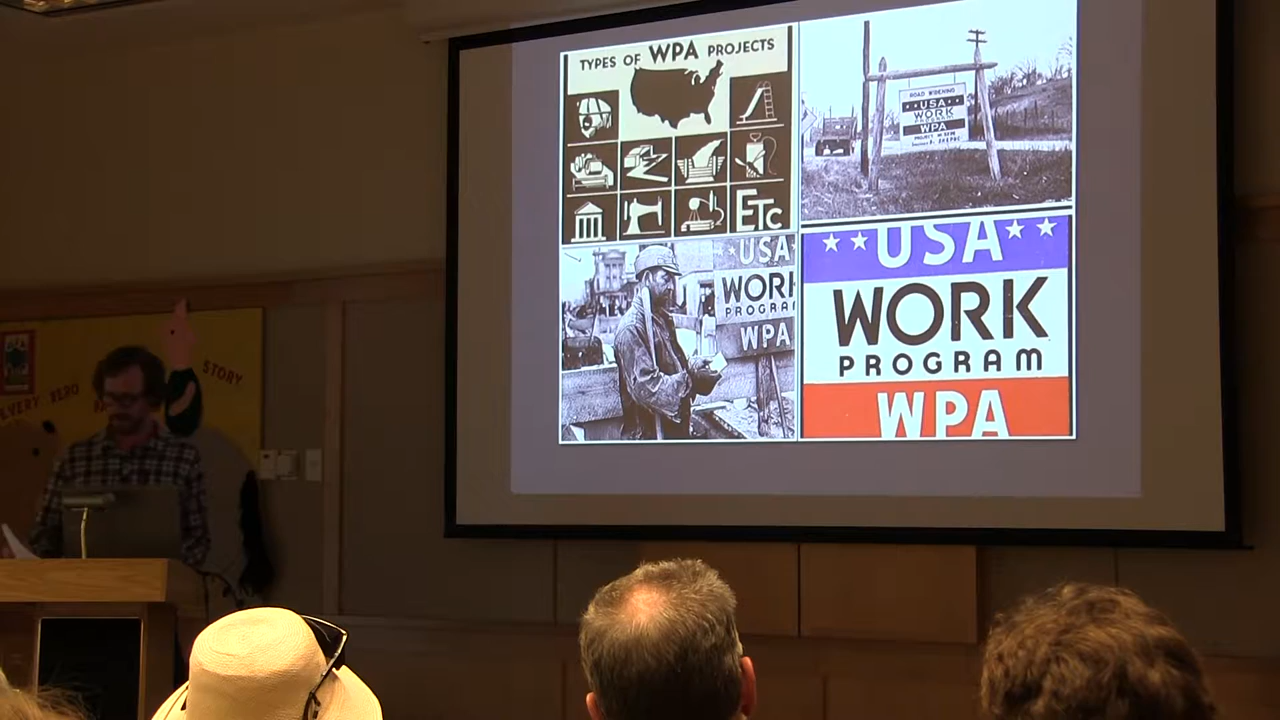 TYPES OF WPA PROJECTS
ETC
ROAD WIDENING
USA
WORK
PROGRAM
WPA
USA
WORK
PROGRAM
WPA
USA
WORK
PROGRAM
WPA
STORY